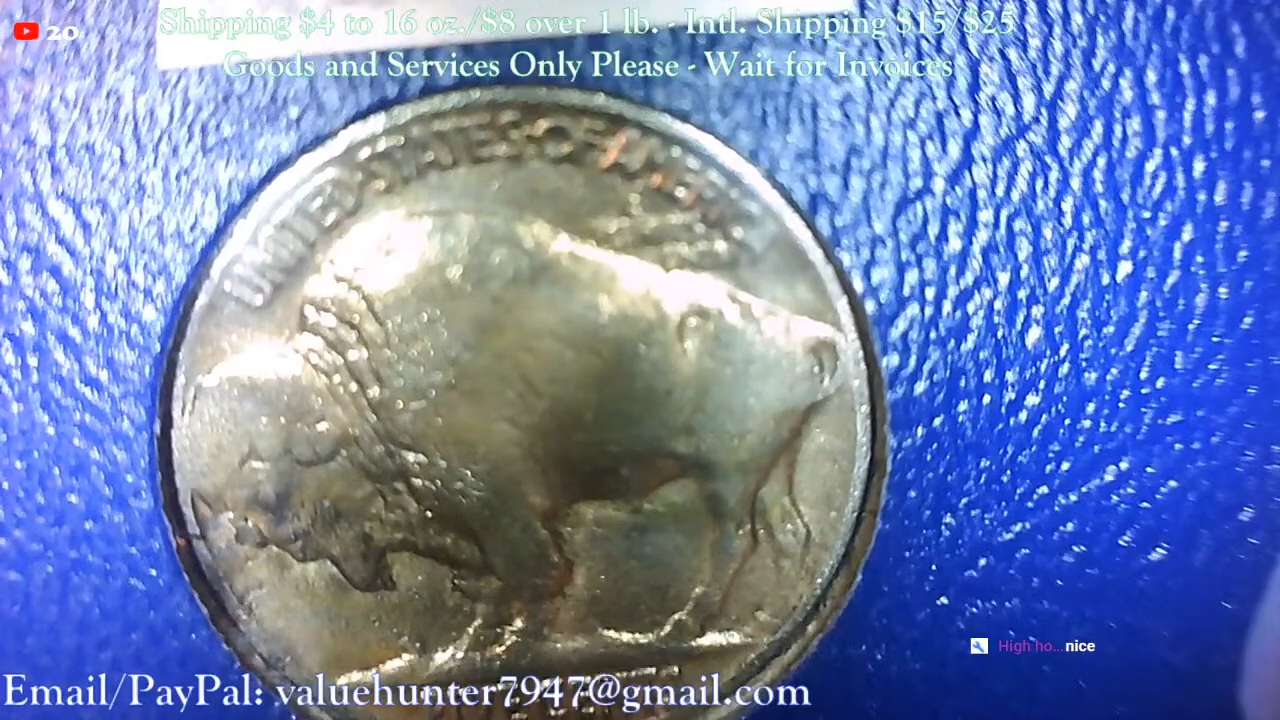 20
Shipping $4 to 16 oz./$8 over 1 lb. - Intl. Shipping $15/$25
Goods and Services Only Please - Wait for Invoices
UNITED STATES OF AMERICA
High ho... nice
Email/PayPal: valuehunter7947@gmail.com